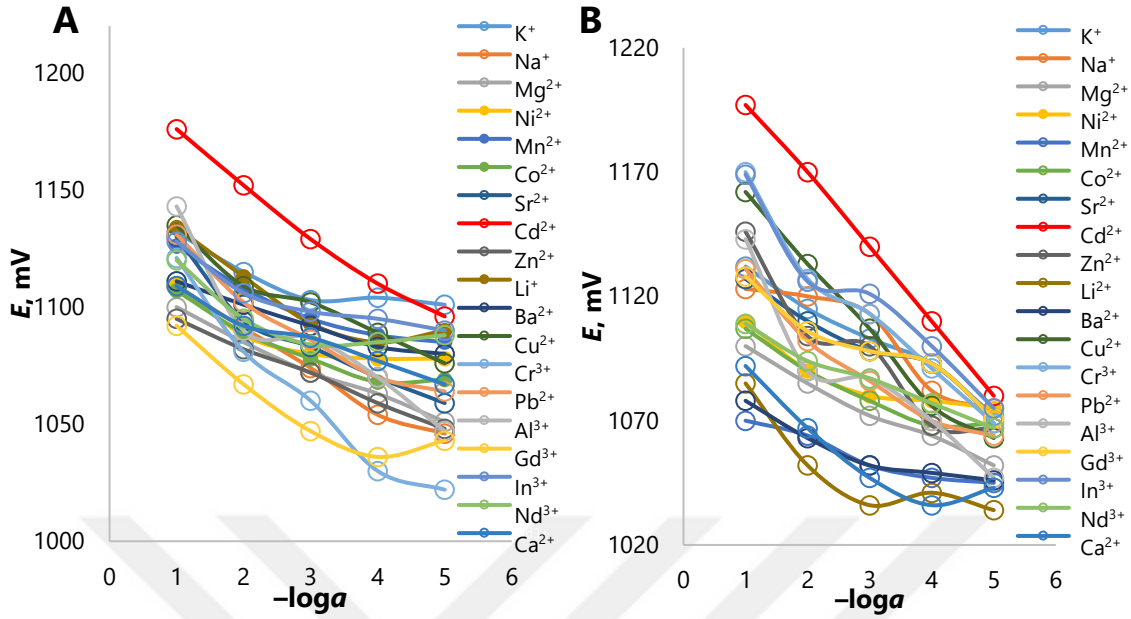 A
E, mV
1200
1150
1100
1050
1000
0 1 2 3 4 5 6
–loga
K⁺
Na⁺
Mg²⁺
Ni²⁺
Mn²⁺
Co²⁺
Sr²⁺
Cd²⁺
Zn²⁺
Li⁺
Ba²⁺
Cu²⁺
Cr³⁺
Pb²⁺
Al³⁺
Gd³⁺
In³⁺
Nd³⁺
Ca²⁺
B
E, mV
1220
1170
1120
1070
1020
0 1 2 3 4 5 6
–loga
K⁺
Na⁺
Mg²⁺
Ni²⁺
Mn²⁺
Co²⁺
Sr²⁺
Cd²⁺
Zn²⁺
Li²⁺
Ba²⁺
Cu²⁺
Cr³⁺
Pb²⁺
Al³⁺
Gd³⁺
In³⁺
Nd³⁺
Ca²⁺